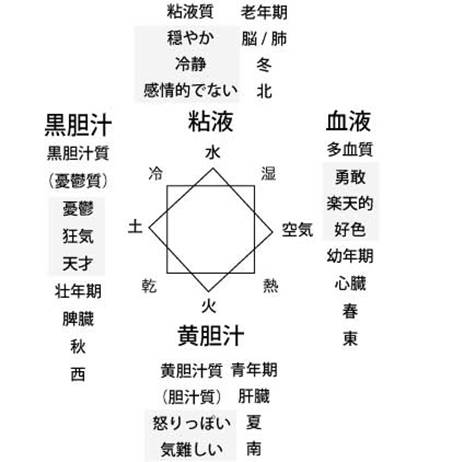 粘液質 老年期
穏やか 脳 / 肺
冷静 冬
感情的でない 北
黒胆汁 粘液 血液
黒胆汁質
（憂鬱質）
憂鬱
狂気
天才
壮年期
脾臓
秋
西
水
冷 湿
土 空気
乾 熱
火
多血質
勇敢
楽天的
好色
幼年期
心臓
春
東
黄胆汁
黄胆汁質 青年期
（胆汁質） 肝臓
怒りっぽい 夏
気難しい 南